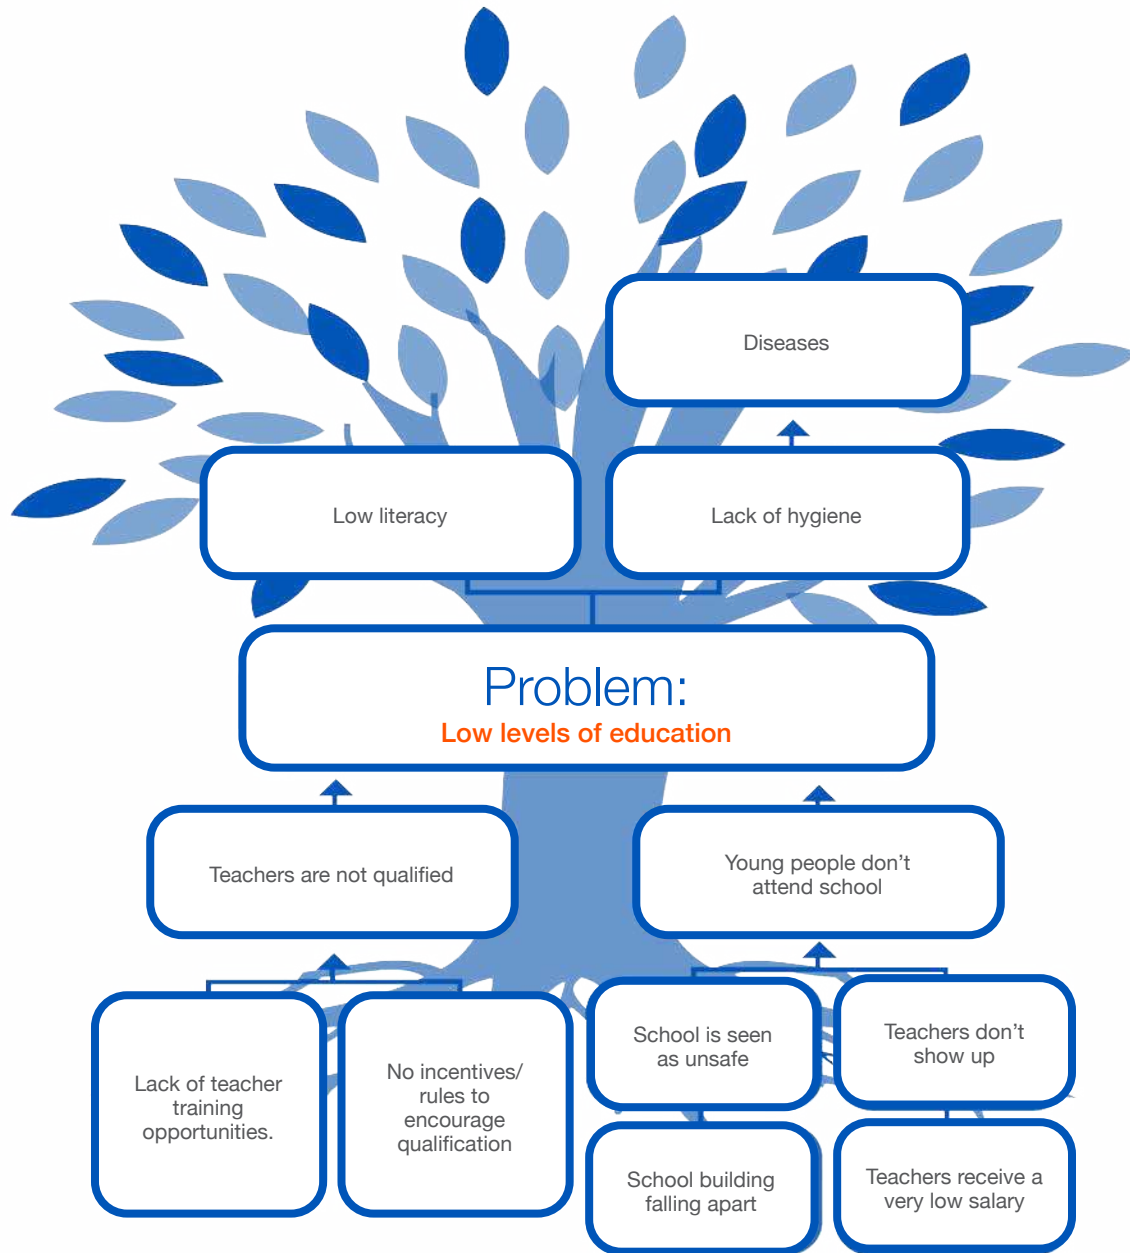 Diseases
Low literacy
Lack of hygiene
Problem:
Low levels of education
Teachers are not qualified
Young people don’t
attend school
Lack of teacher
training
opportunities.
No incentives/
rules to
encourage
qualification
School is seen
as unsafe
Teachers don’t
show up
School building
falling apart
Teachers receive a
very low salary